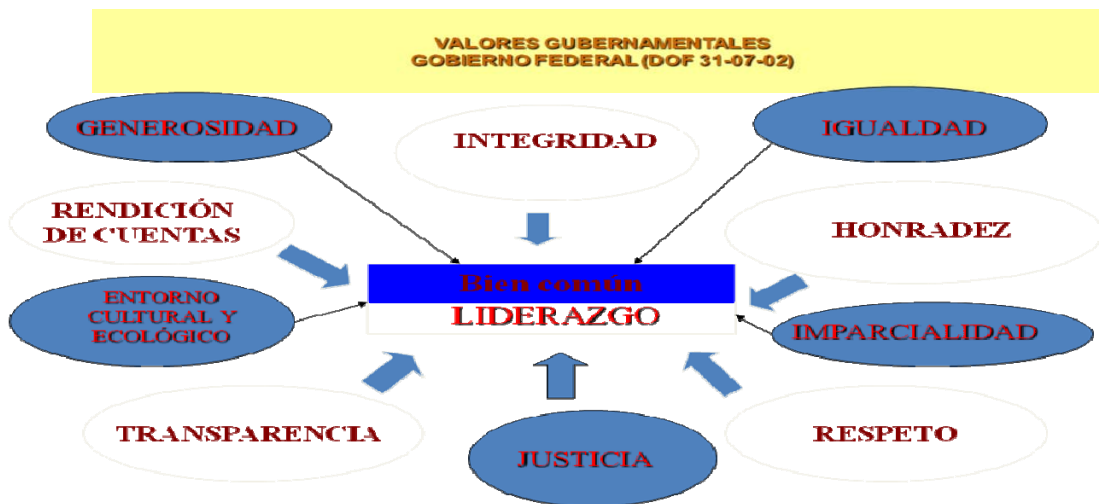 VALORES GUBERNAMENTALES
GOBIERNO FEDERAL (DOF 31-07-02)
GENEROSIDAD
INTEGRIDAD
IGUALDAD
RENDICIÓN
DE CUENTAS
HONRADEZ
Bien común
LIDERAZGO
ENTORNO
CULTURAL Y
ECOLÓGICO
IMPARCIALIDAD
TRANSPARENCIA
JUSTICIA
RESPETO